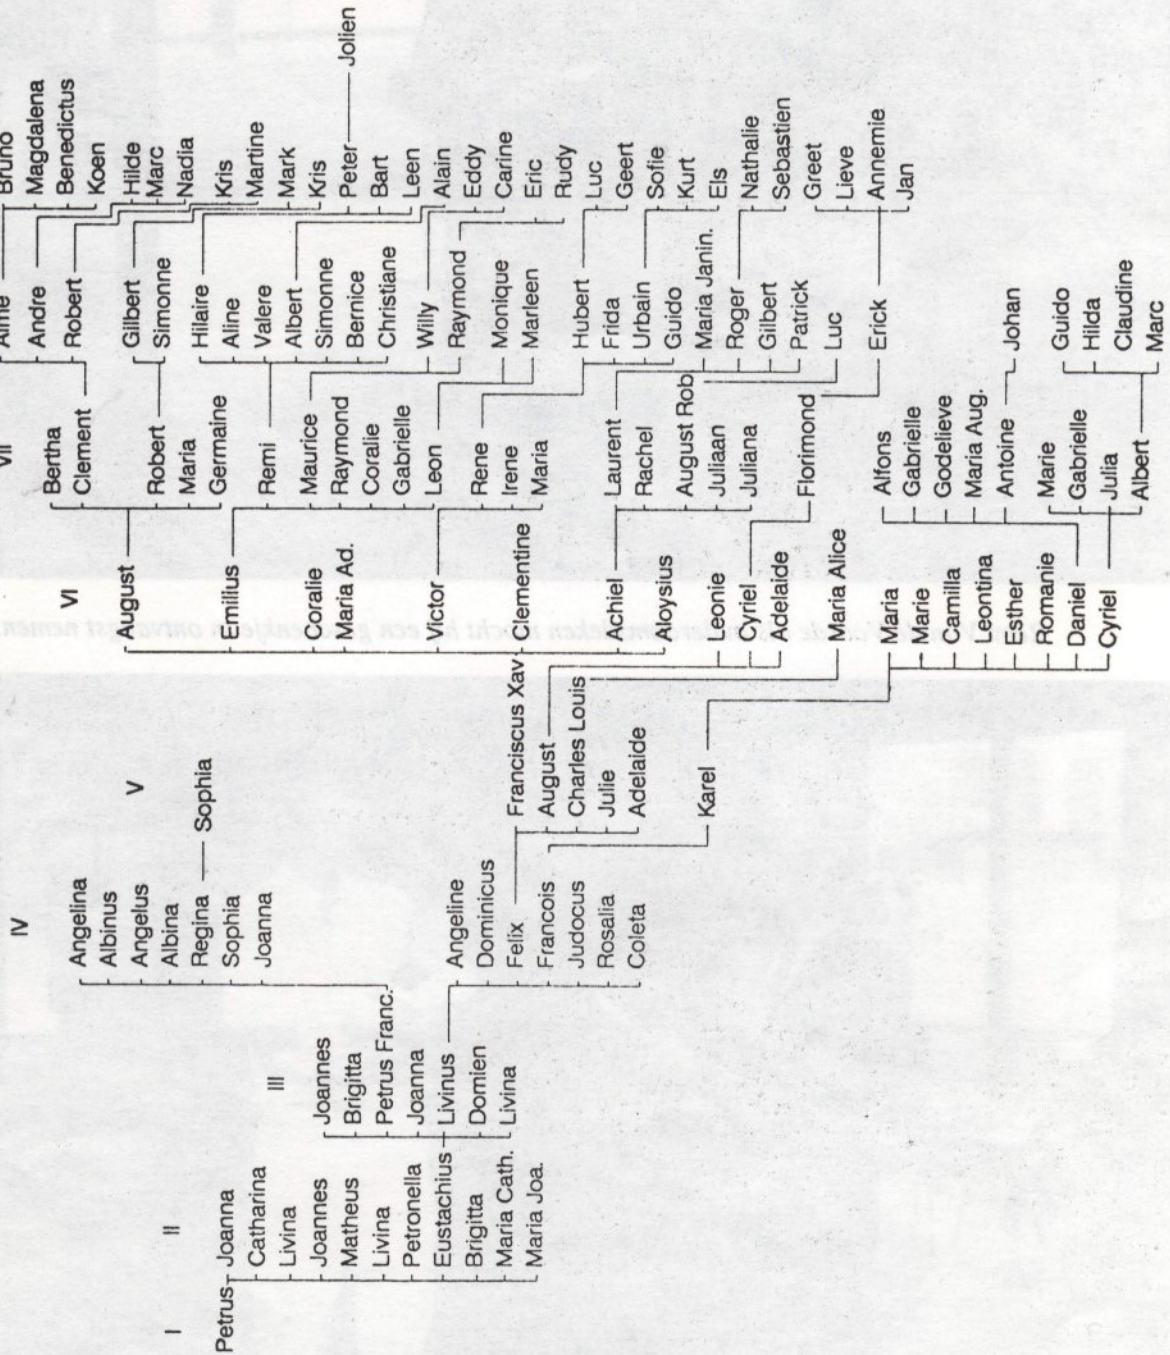 I
Petrus
II
Joanna
Catharina
Livina
Joannes
Matheus
Livina
Petronella
Eustachius
Brigitta
Maria Cath.
Maria Joa.
III
Joannes
Brigitta
Petrus Franc.
Joanna
Livinus
Domien
Livina
IV
Angelina
Albinus
Angelus
Albina
Regina
Sophia
Joanna
Angeline
Dominicus
Felix
Francois
Judocus
Rosalia
Coleta
V
Sophia
Franciscus Xav
August
Charles Louis
Julie
Adelaide
Karel
VI
August
Emilius
Coralie
Maria Ad.
Victor
Clementine
Achiel
Aloysius
Leonie
Cyriel
Adelaide
Maria Alice
Maria
Marie
Camilla
Leontina
Esther
Romanie
Daniel
Cyriel
VII
Bertha
Clement
Robert
Maria
Germaine
Remi
Maurice
Raymond
Coralie
Gabrielle
Leon
Rene
Irene
Maria
Laurent
Rachel
August Rob
Juliaan
Juliana
Florimond
Alfons
Gabrielle
Godelieve
Maria Aug.
Antoine
Marie
Gabrielle
Julia
Albert
Aime
Andre
Robert
Gilbert
Simonne
Hilaire
Aline
Valere
Albert
Simonne
Bernice
Christiane
Willy
Raymond
Monique
Marleen
Hubert
Frida
Urbain
Guido
Maria Janin.
Roger
Gilbert
Patrick
Luc
Erick
Johan
Guido
Hilda
Claudine
Marc
Bruno
Magdalena
Benedictus
Koen
Hilde
Marc
Nadia
Kris
Martine
Mark
Kris
Peter
Bart
Leen
Alain
Eddy
Carine
Eric
Rudy
Luc
Geert
Sofie
Kurt
Els
Nathalie
Sebastien
Greet
Lieve
Annemie
Jan
Jolien